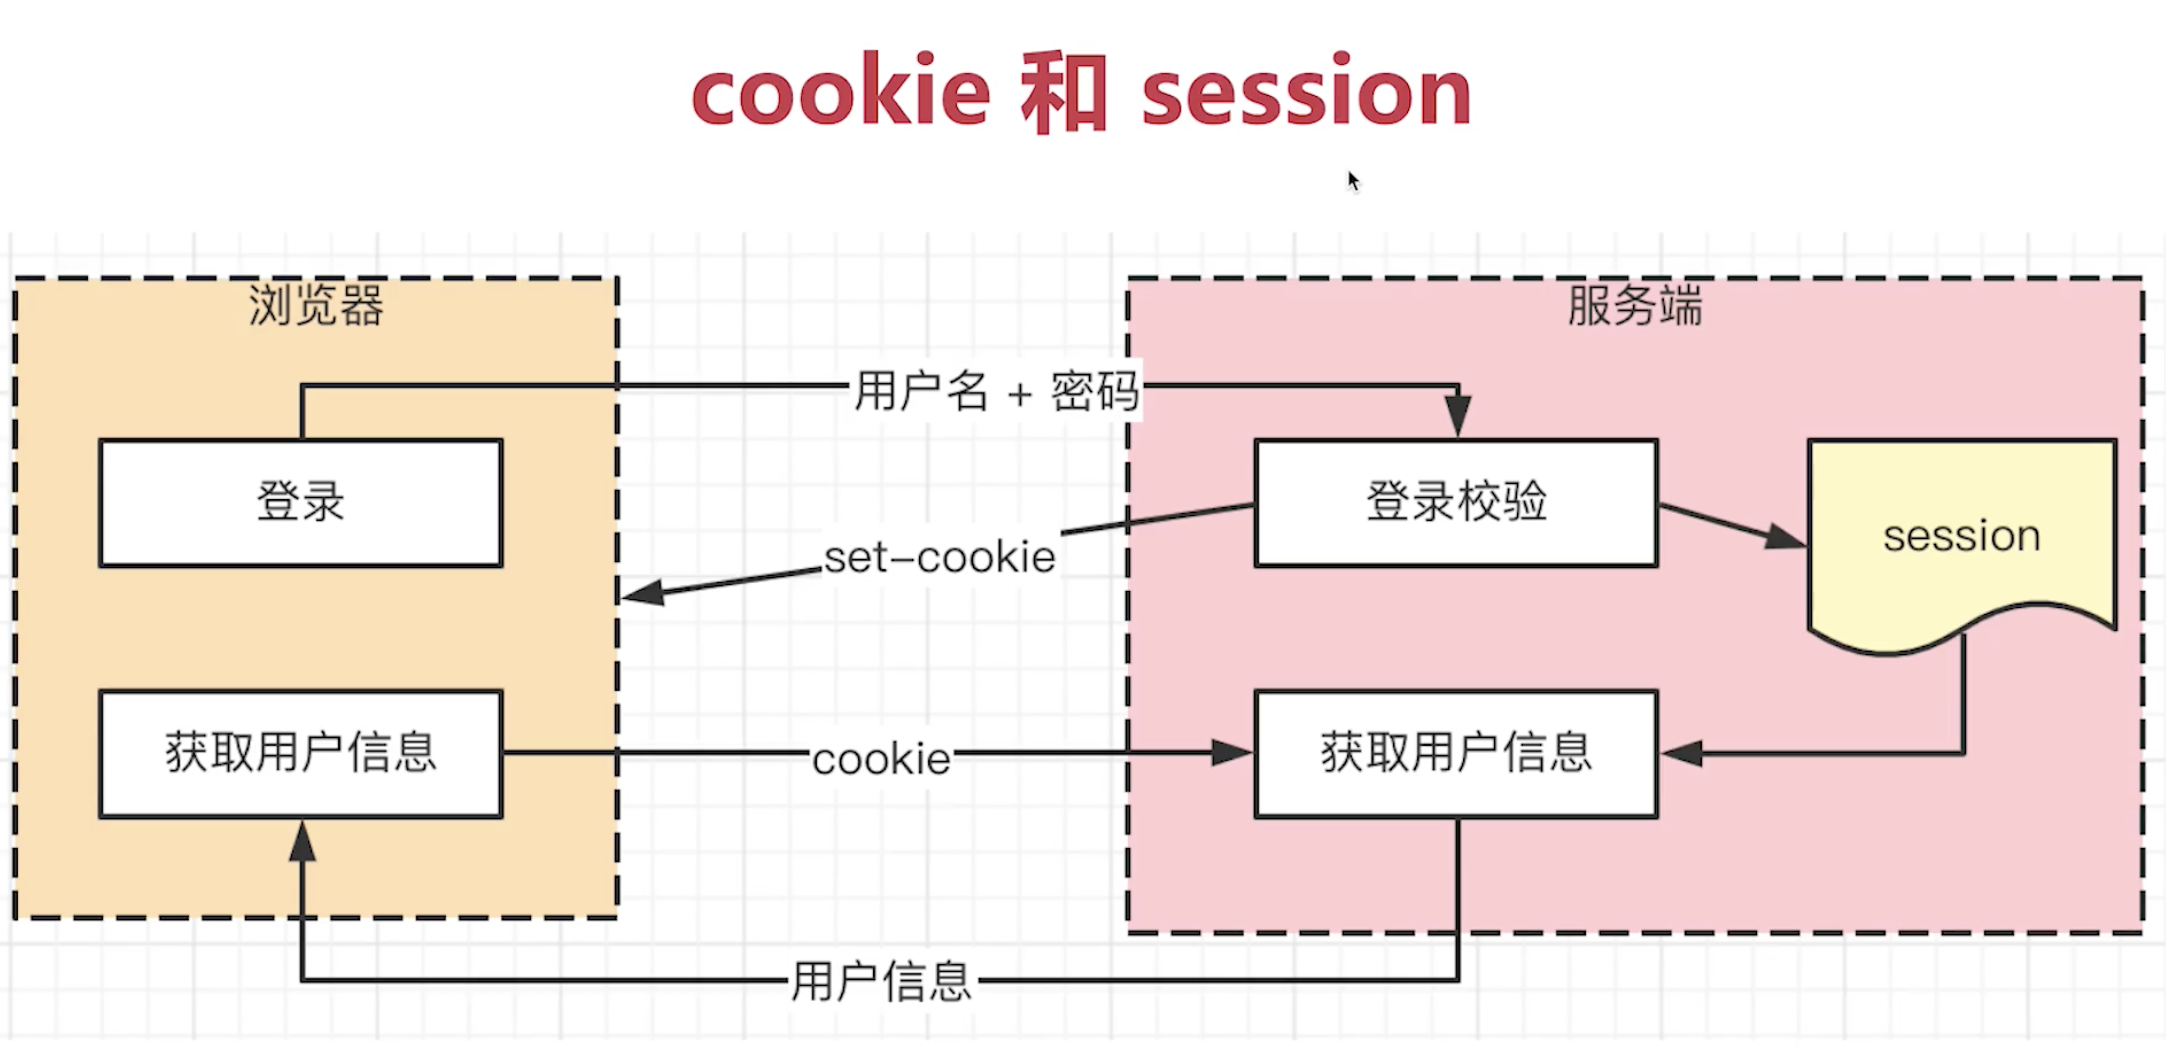 cookie 和 session
浏览器
服务端
用户名 + 密码
登录
登录校验
session
set-cookie
获取用户信息
cookie
获取用户信息
用户信息